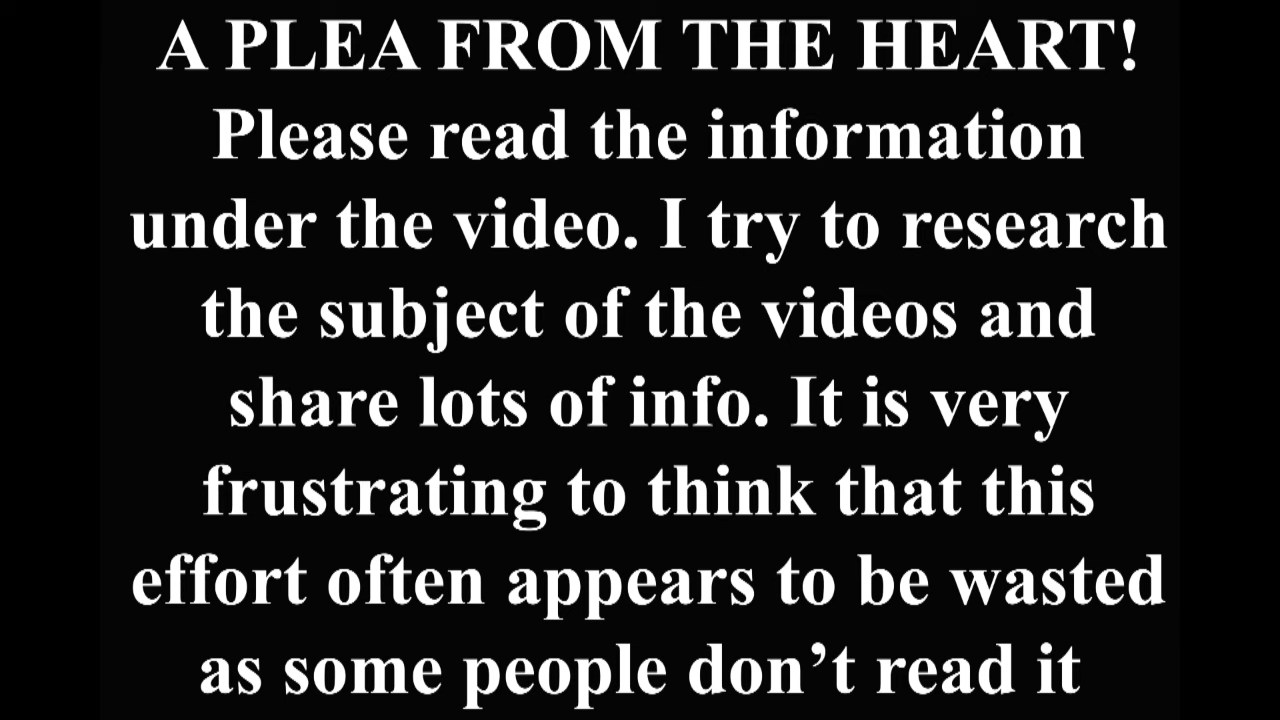 A PLEA FROM THE HEART!
Please read the information
under the video. I try to research
the subject of the videos and
share lots of info. It is very
frustrating to think that this
effort often appears to be wasted
as some people don’t read it